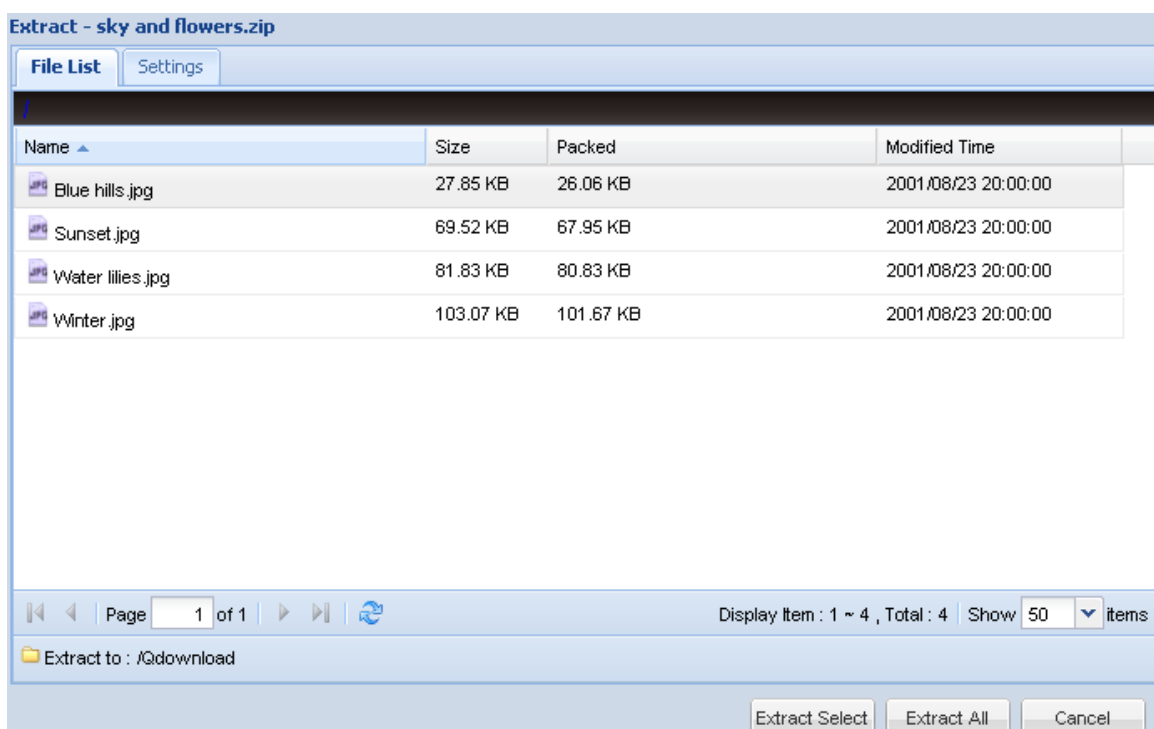 Extract - sky and flowers.zip
File List Settings
/
Name Size Packed Modified Time
Blue hills.jpg 27.85 KB 26.06 KB 2001/08/23 20:00:00
Sunset.jpg 69.52 KB 67.95 KB 2001/08/23 20:00:00
Water lilies.jpg 81.83 KB 80.83 KB 2001/08/23 20:00:00
Winter.jpg 103.07 KB 101.67 KB 2001/08/23 20:00:00
Page 1 of 1 Display Item : 1 ~ 4 , Total : 4 Show 50 items
Extract to : /Qdownload
Extract Select Extract All Cancel